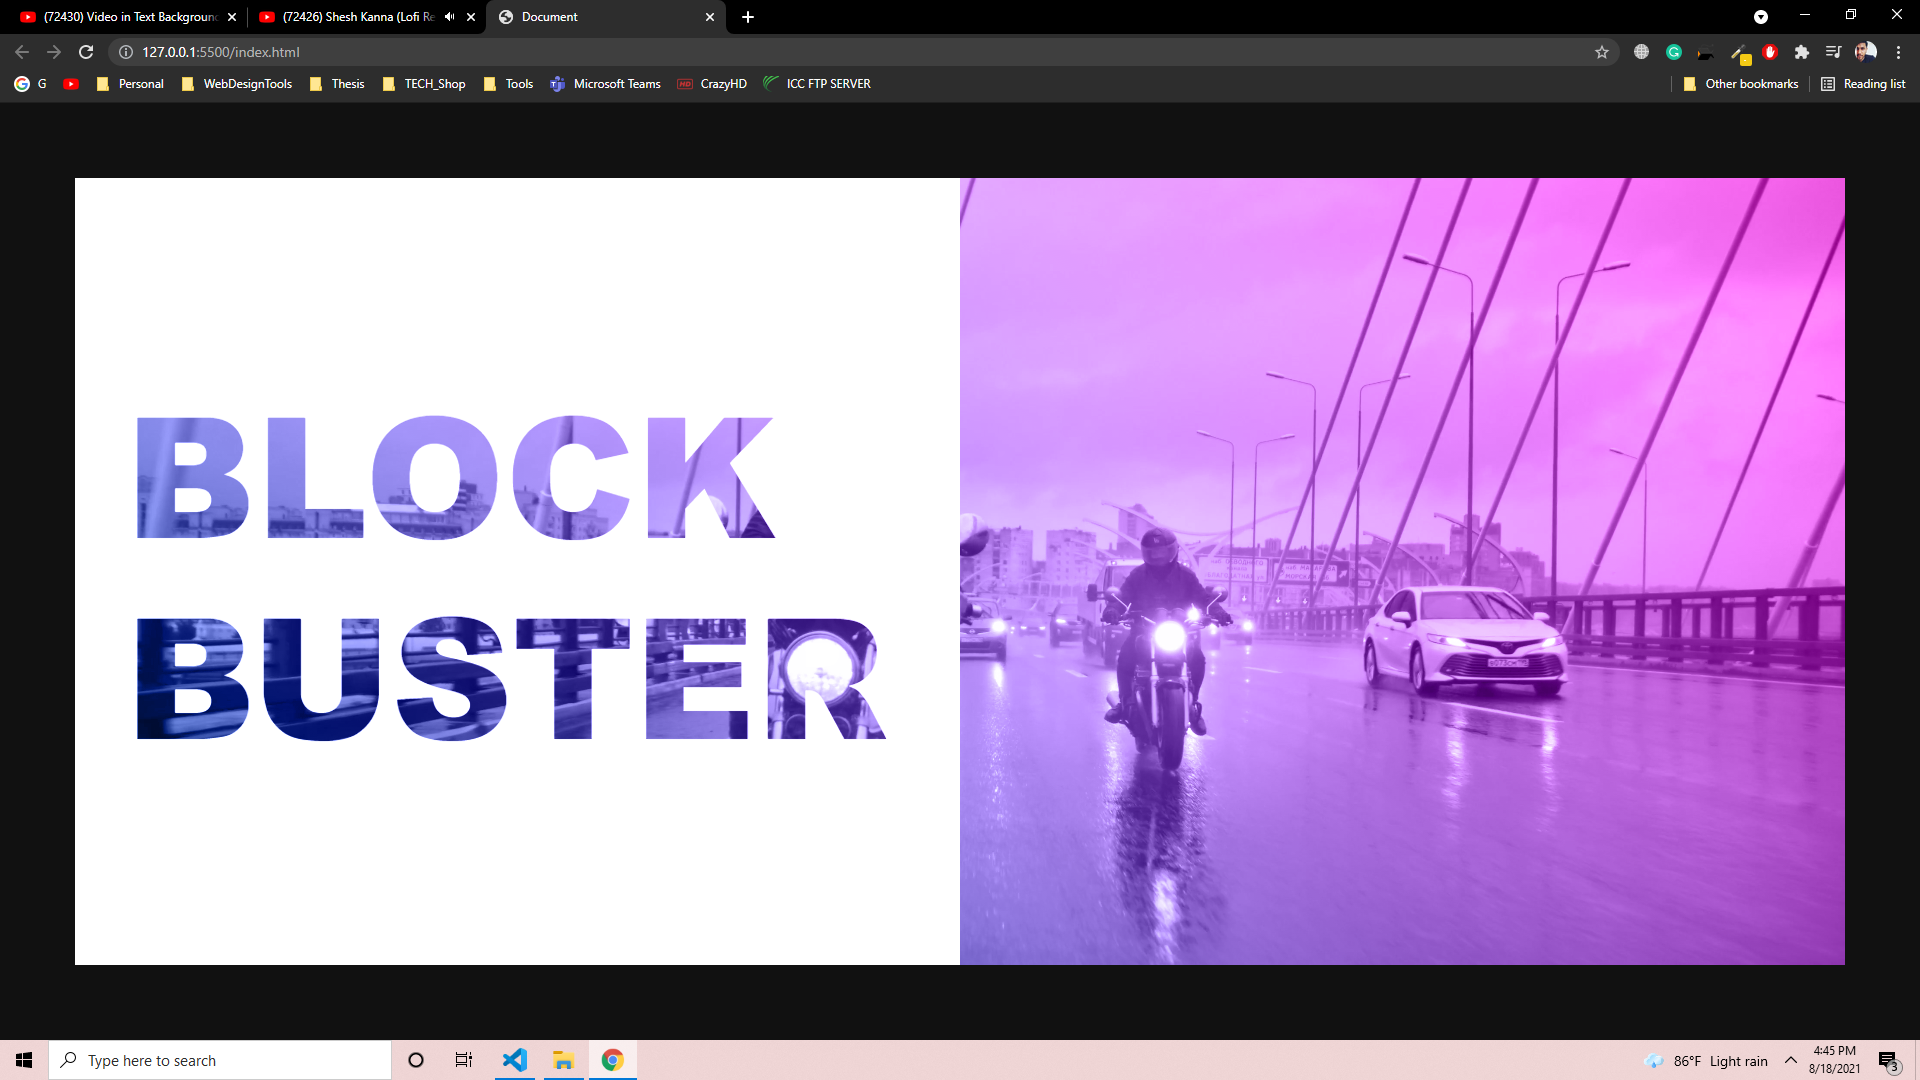 (72430) Video in Text Backgroun
(72426) Shesh Kanna (Lofi Re
Document
127.0.0.1:5500/index.html
G
Personal
WebDesignTools
Thesis
TECH_Shop
Tools
Microsoft Teams
HD
CrazyHD
ICC FTP SERVER
Other bookmarks
Reading list
BLOCK
BUSTER
Type here to search
86°F Light rain
4:45 PM
8/18/2021
3